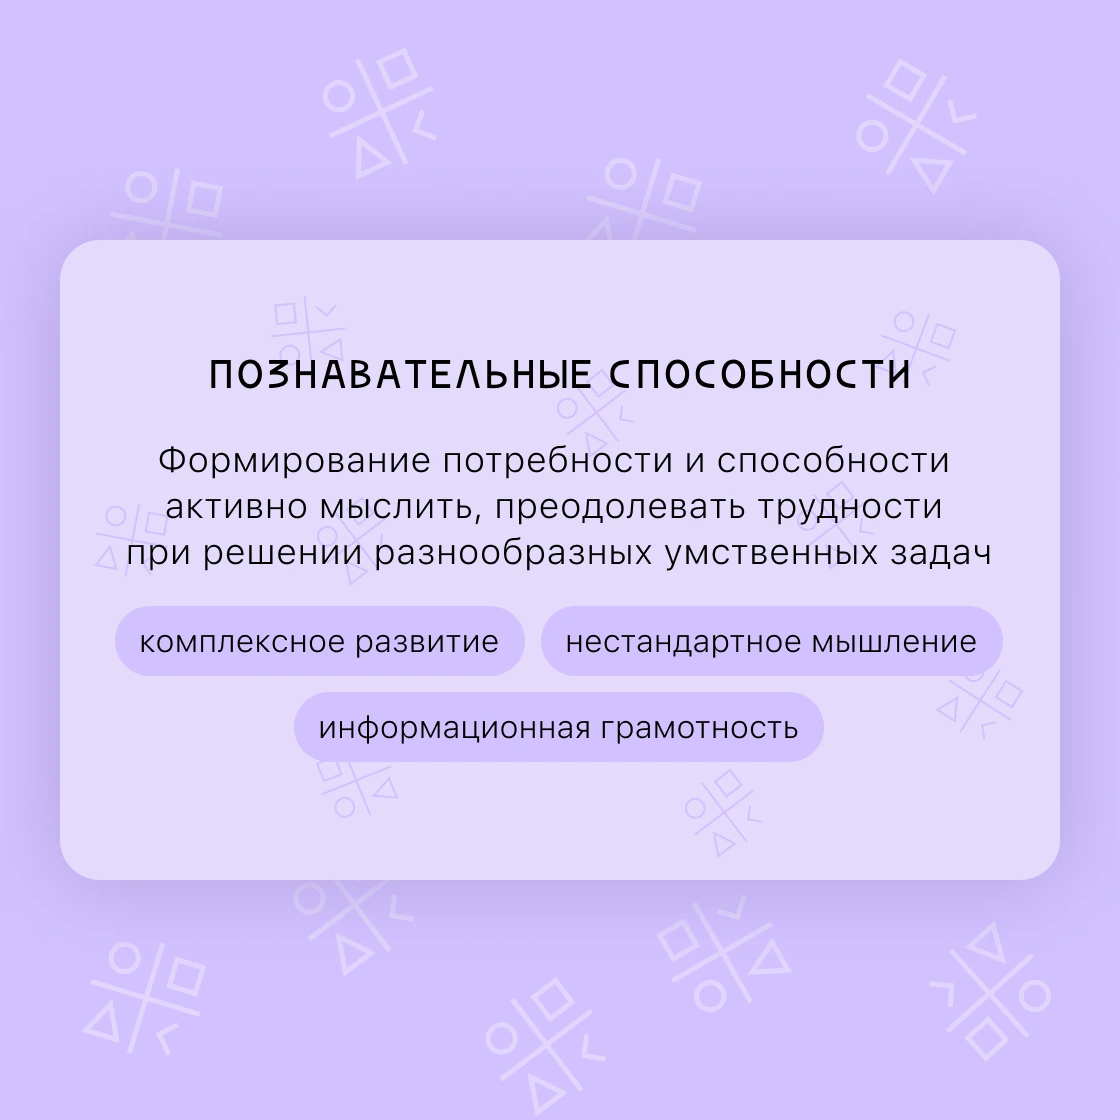 ПОЗНАВАТЕЛЬНЫЕ СПОСОБНОСТИ
Формирование потребности и способности
активно мыслить, преодолевать трудности
при решении разнообразных умственных задач
комплексное развитие
нестандартное мышление
информационная грамотность